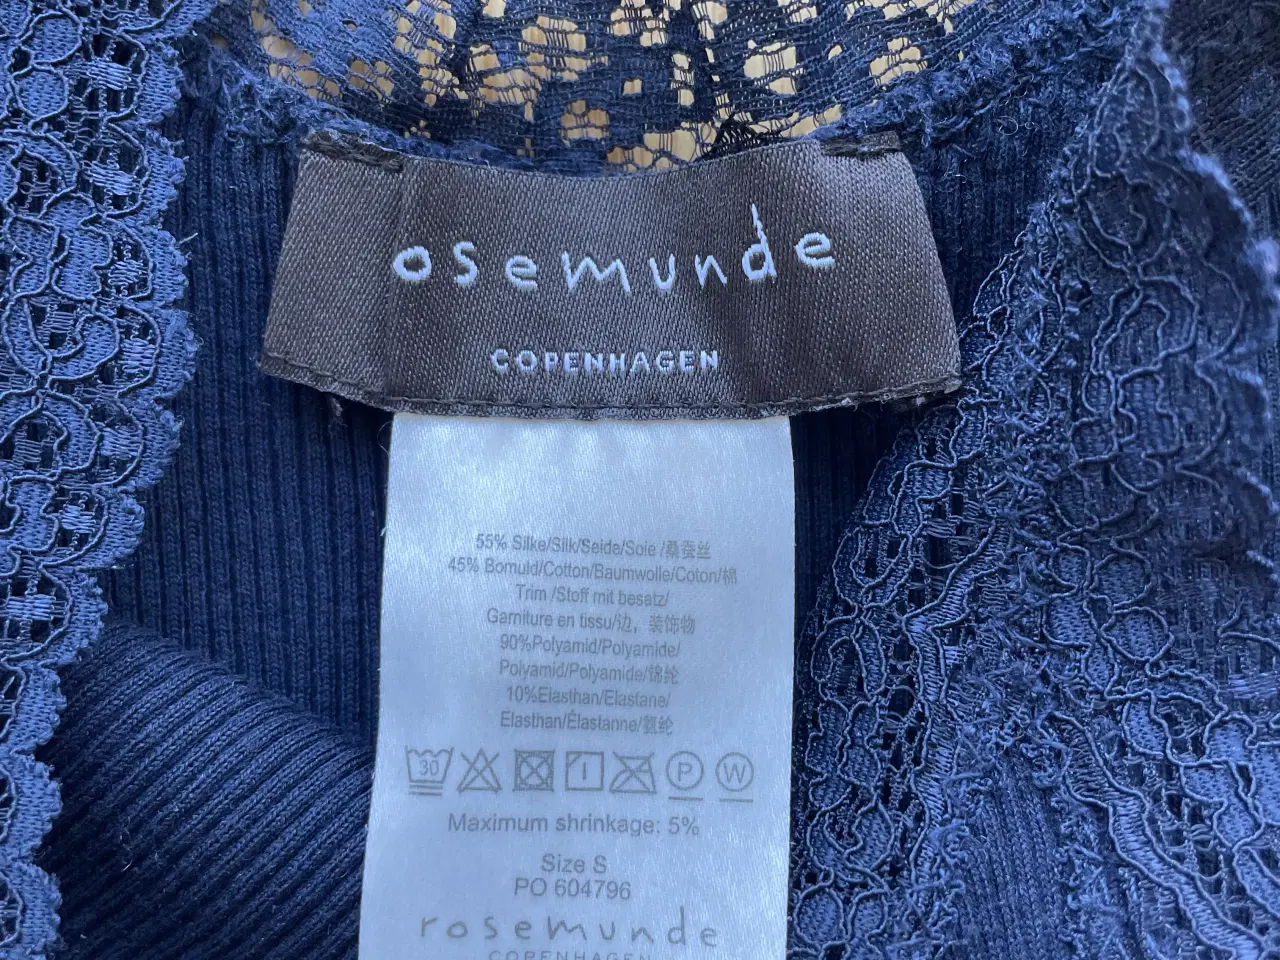 osemunde
COPENHAGEN
55% Silke/Silk/Seide/Soie /桑蚕丝
45% Bomuld/Cotton/Baumwolle/Coton/棉
Trim /Stoff mit besatz/
Garniture en tissu/边，装饰物
90%Polyamid/Polyamide/
Polyamid/Polyamide/锦纶
10%Elasthan/Elastane/
Elasthan/Élastanne/氨纶
30 P W
Maximum shrinkage: 5%
Size S
PO 604796
rosemunde
COPENHAGEN